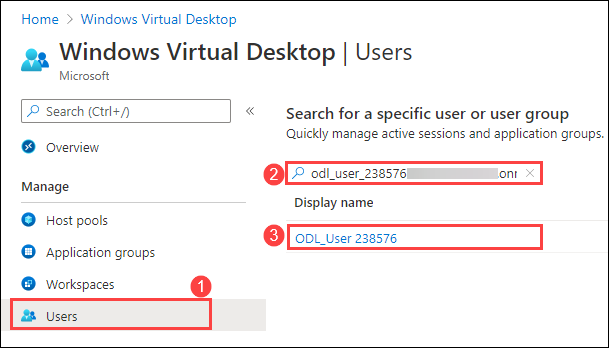 Home > Windows Virtual Desktop
Windows Virtual Desktop | Users
Microsoft
Search (Ctrl+/)
«
Overview
Manage
Host pools
Application groups
Workspaces
1
Users
Search for a specific user or user group
Quickly manage active sessions and application groups.
2
odl_user_238576 onr
Display name
3
ODL_User 238576